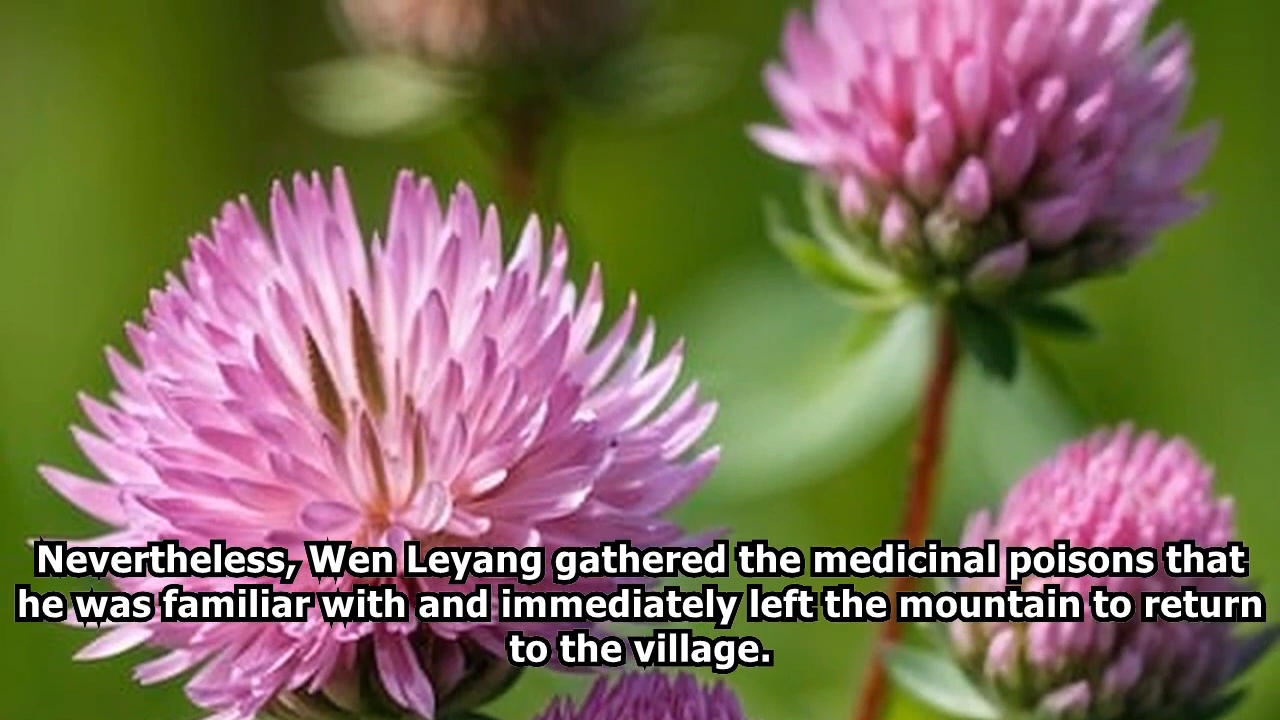 Nevertheless, Wen Leyang gathered the medicinal poisons that
he was familiar with and immediately left the mountain to return
to the village.